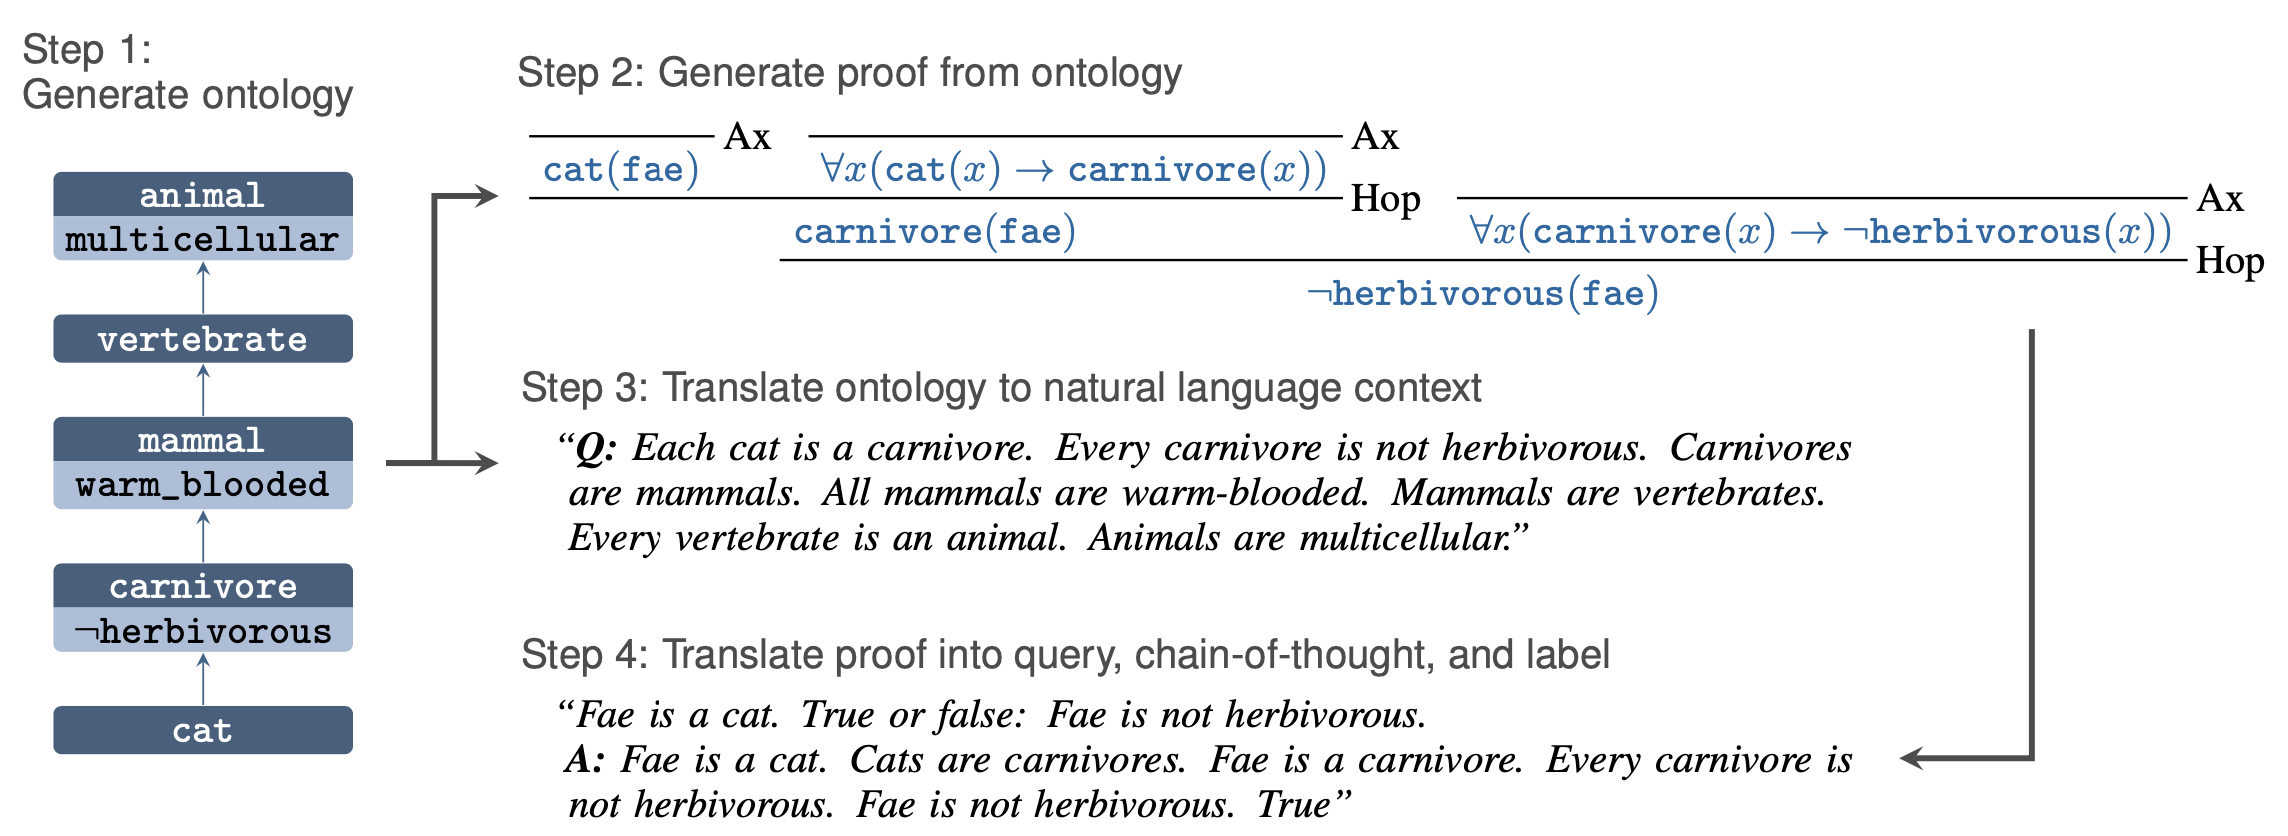 Step 1:
Generate ontology
animal
multicellular
vertebrate
mammal
warm_blooded
carnivore
¬herbivorous
cat
Step 2: Generate proof from ontology
Ax
Ax
cat(fae)
∀x(cat(x) → carnivore(x))
Hop
Ax
carnivore(fae)
∀x(carnivore(x) → ¬herbivorous(x))
Hop
¬herbivorous(fae)
Step 3: Translate ontology to natural language context
“Q: Each cat is a carnivore. Every carnivore is not herbivorous. Carnivores
are mammals. All mammals are warm-blooded. Mammals are vertebrates.
Every vertebrate is an animal. Animals are multicellular.”
Step 4: Translate proof into query, chain-of-thought, and label
“Fae is a cat. True or false: Fae is not herbivorous.
A: Fae is a cat. Cats are carnivores. Fae is a carnivore. Every carnivore is
not herbivorous. Fae is not herbivorous. True”